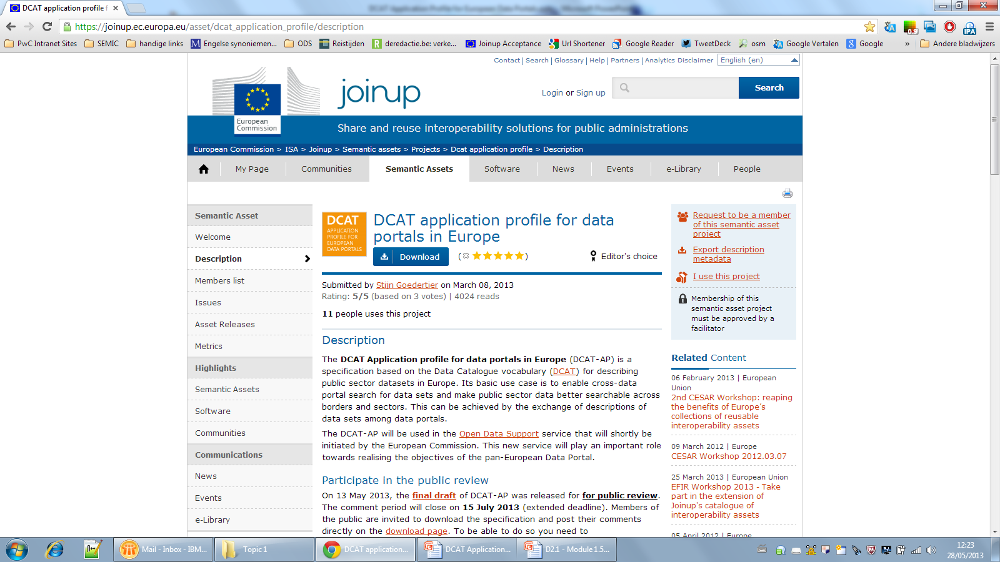 DCAT application profile f
https://joinup.ec.europa.eu/asset/dcat_application_profile/description
PwC Intranet Sites
SEMIC
handige links
Engelse synoniemen...
ODS
Reistijden
deredactie.be: verke...
Joinup Acceptance
Url Shortener
Google Reader
TweetDeck
osm
Google Vertalen
Google
»
Andere bladwijzers
Contact | Search | Glossary | Help | Partners | Analytics Disclaimer
English (en)
European
Commission
joinup
Login or Sign up
Search
Share and reuse interoperability solutions for public administrations
European Commission > ISA > Joinup > Semantic assets > Projects > Dcat application profile > Description
My Page
Communities
Semantic Assets
Software
News
Events
e-Library
People
Semantic Asset
Welcome
Description
Members list
Issues
Asset Releases
Metrics
Highlights
Semantic Assets
Software
Communities
Communications
News
Events
e-Library
DCAT
APPLICATION
PROFILE FOR
EUROPEAN
DATA PORTALS
DCAT application profile for data
portals in Europe
Download
Editor's choice
Submitted by Stijn Goedertier on March 08, 2013
Rating: 5/5 (based on 3 votes) | 4024 reads
11 people uses this project
Description
The DCAT Application profile for data portals in Europe (DCAT-AP) is a
specification based on the Data Catalogue vocabulary (DCAT) for describing
public sector datasets in Europe. Its basic use case is to enable cross-data
portal search for data sets and make public sector data better searchable across
borders and sectors. This can be achieved by the exchange of descriptions of
data sets among data portals.
The DCAT-AP will be used in the Open Data Support service that will shortly be
initiated by the European Commission. This new service will play an important role
towards realising the objectives of the pan-European Data Portal.
Participate in the public review
On 13 May 2013, the final draft of DCAT-AP was released for for public review.
The comment period will close on 15 July 2013 (extended deadline). Members of
the public are invited to download the specification and post their comments
directly on the download page. To be able to do so you need to
Request to be a member
of this semantic asset
project
Export description
metadata
I use this project
Membership of this
semantic asset project
must be approved by a
facilitator
Related Content
06 February 2013 | European
Union
2nd CESAR Workshop: reaping
the benefits of Europe's
collections of reusable
interoperability assets
09 March 2012 | Europe
CESAR Workshop 2012.03.07
25 March 2013 | European Union
EFIR Workshop 2013 - Take
part in the extension of
Joinup's catalogue of
interoperability assets
05 April 2012 | Europe
Mail - Inbox - IBM...
Topic 1
DCAT application...
DCAT Application...
D2.1 - Module 1.5...
12:23
28/05/2013